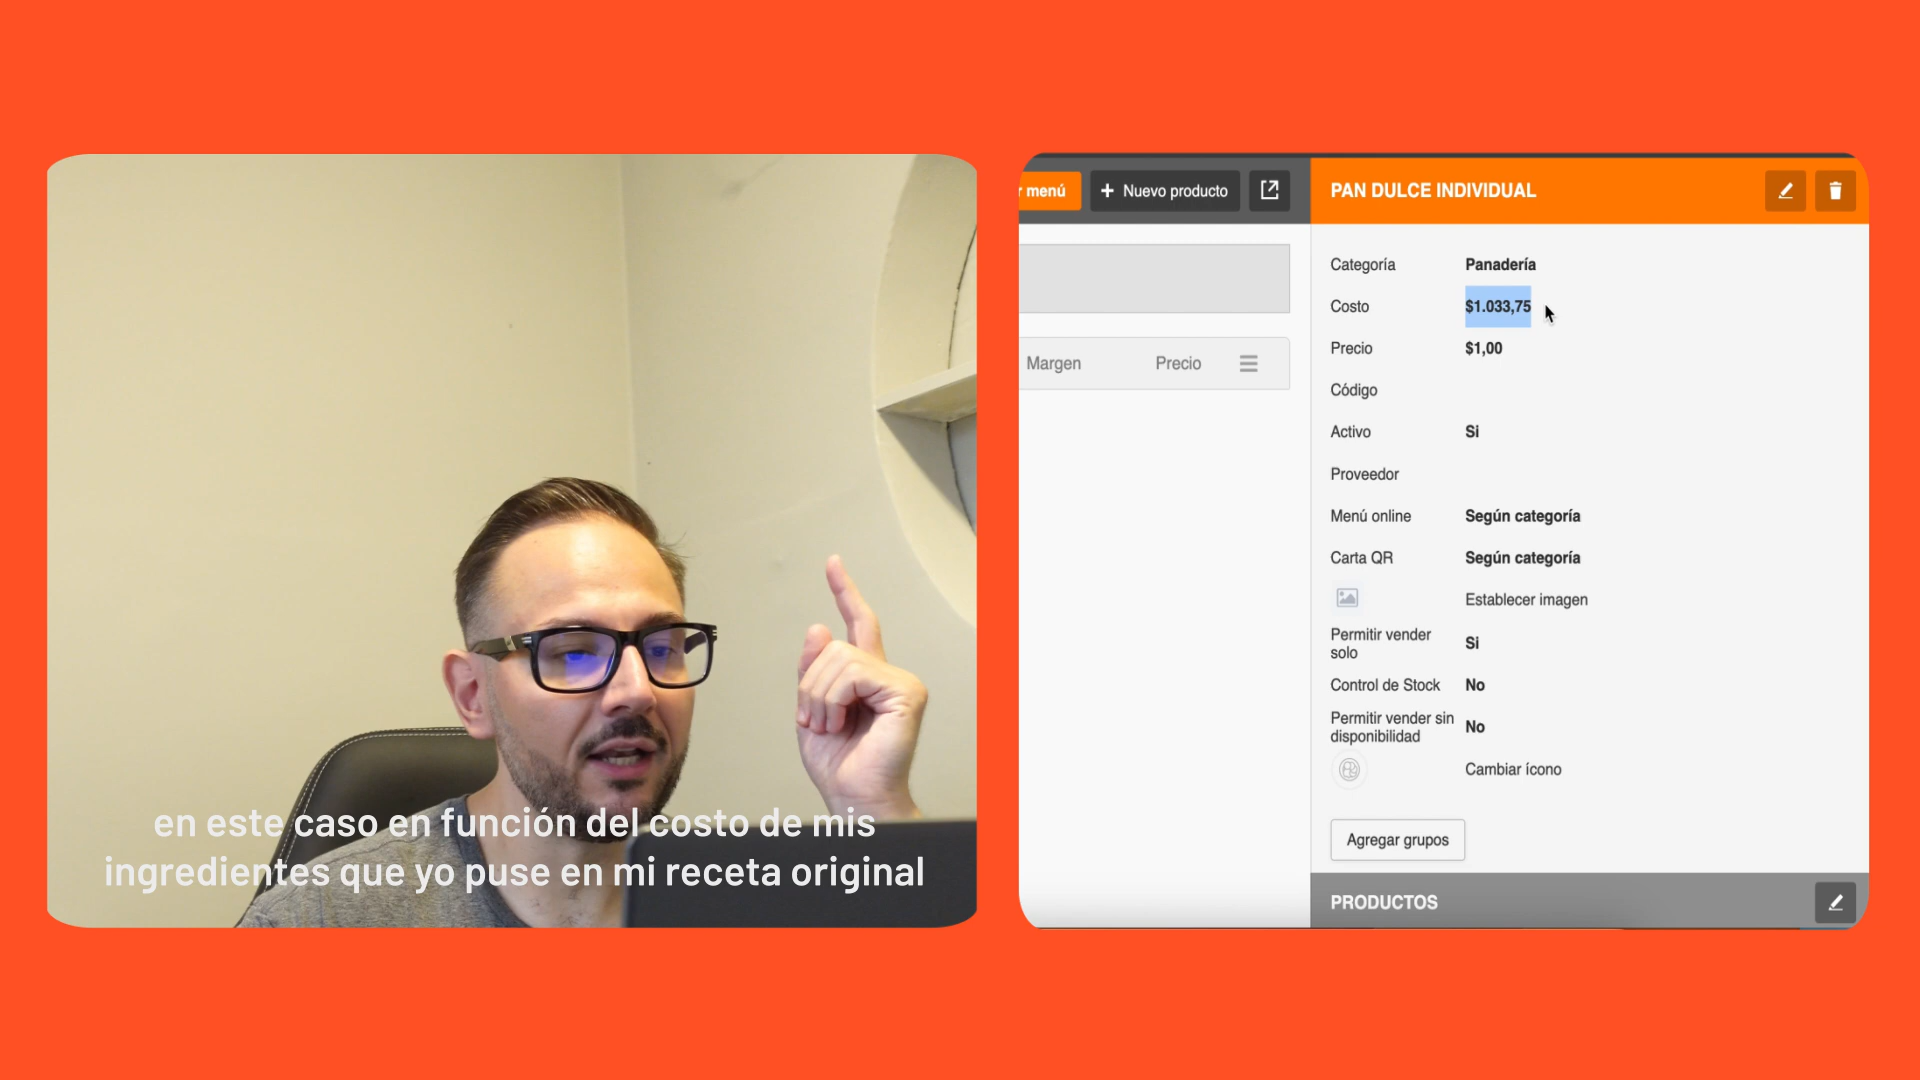 en este caso en función del costo de mis
ingredientes que yo puse en mi receta original
menú
+ Nuevo producto
Margen
Precio
PAN DULCE INDIVIDUAL
Categoría Panadería
Costo $1.033,75
Precio $1,00
Código
Activo Si
Proveedor
Menú online Según categoría
Carta QR Según categoría
Establecer imagen
Permitir vender
solo Si
Control de Stock No
Permitir vender sin
disponibilidad No
Cambiar ícono
Agregar grupos
PRODUCTOS